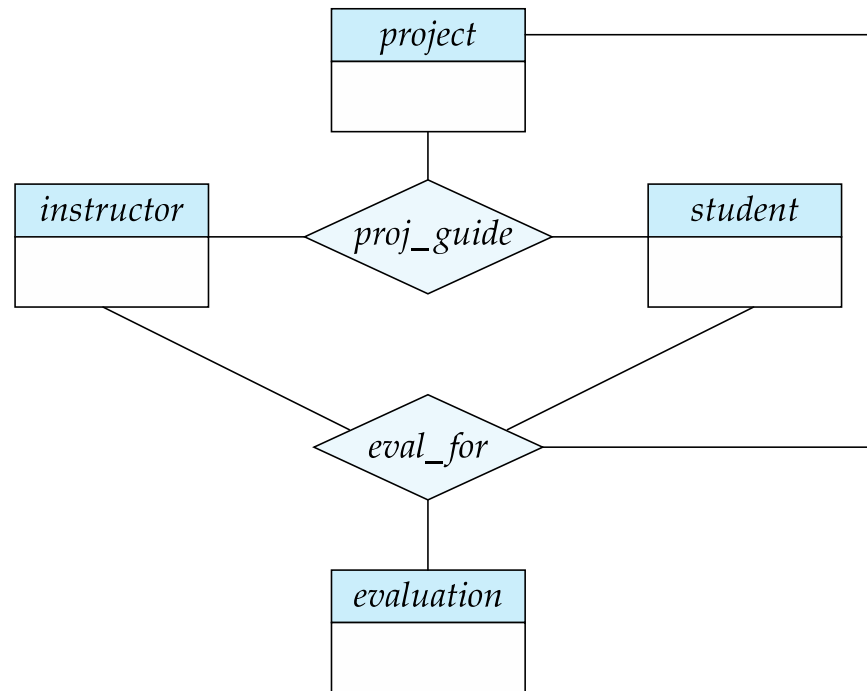 project
instructor
proj_guide
student
eval_for
evaluation